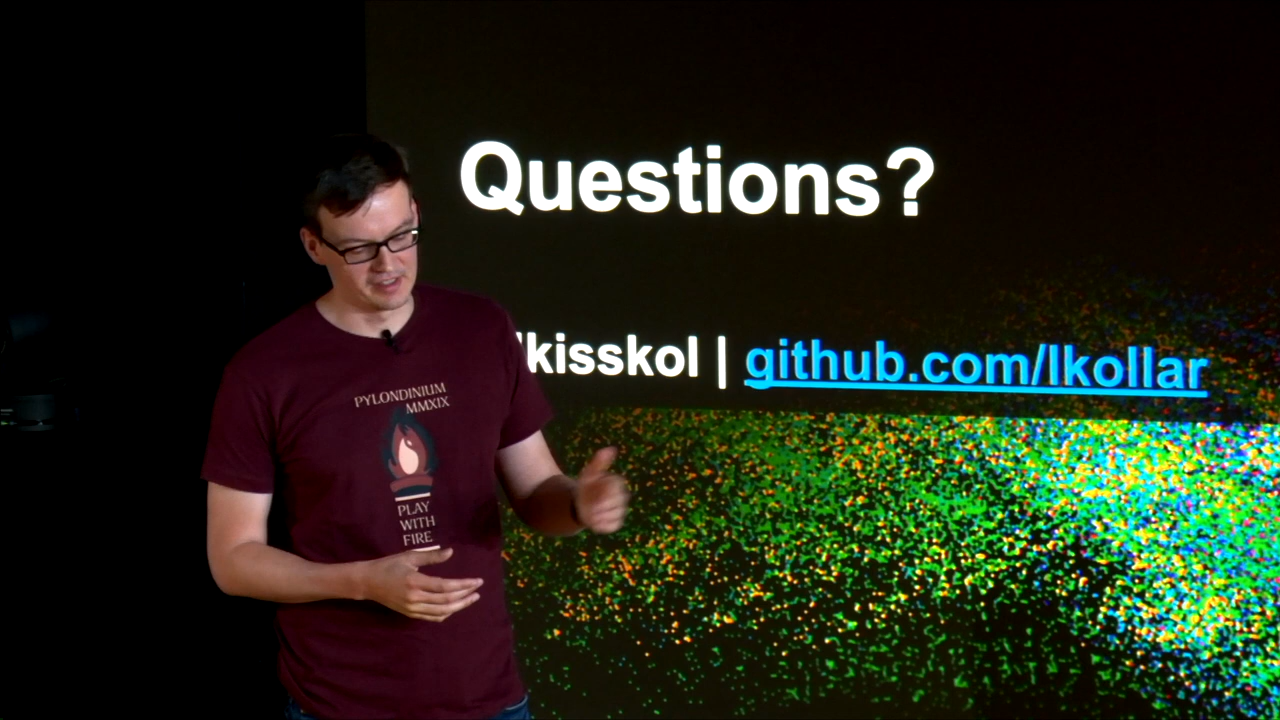 Questions?
lkisskol | github.com/lkollar
PYLONDINIUM
MMXIX
PLAY
WITH
FIRE